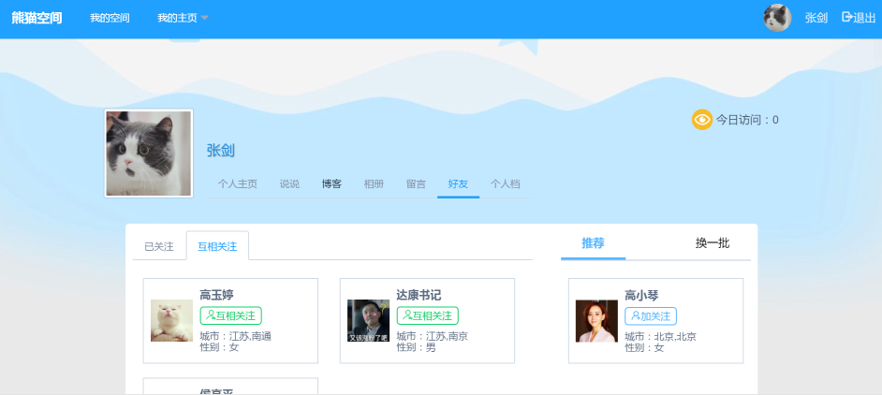 熊猫空间 我的空间 我的主页 张剑 退出
今日访问：0
张剑
个人主页 说说 博客 相册 留言 好友 个人档
已关注 互相关注 推荐 换一批
高玉婷
互相关注
城市：江苏,南通
性别：女
达康书记
互相关注
城市：江苏,南京
性别：男
高小琴
加关注
城市：北京,北京
性别：女